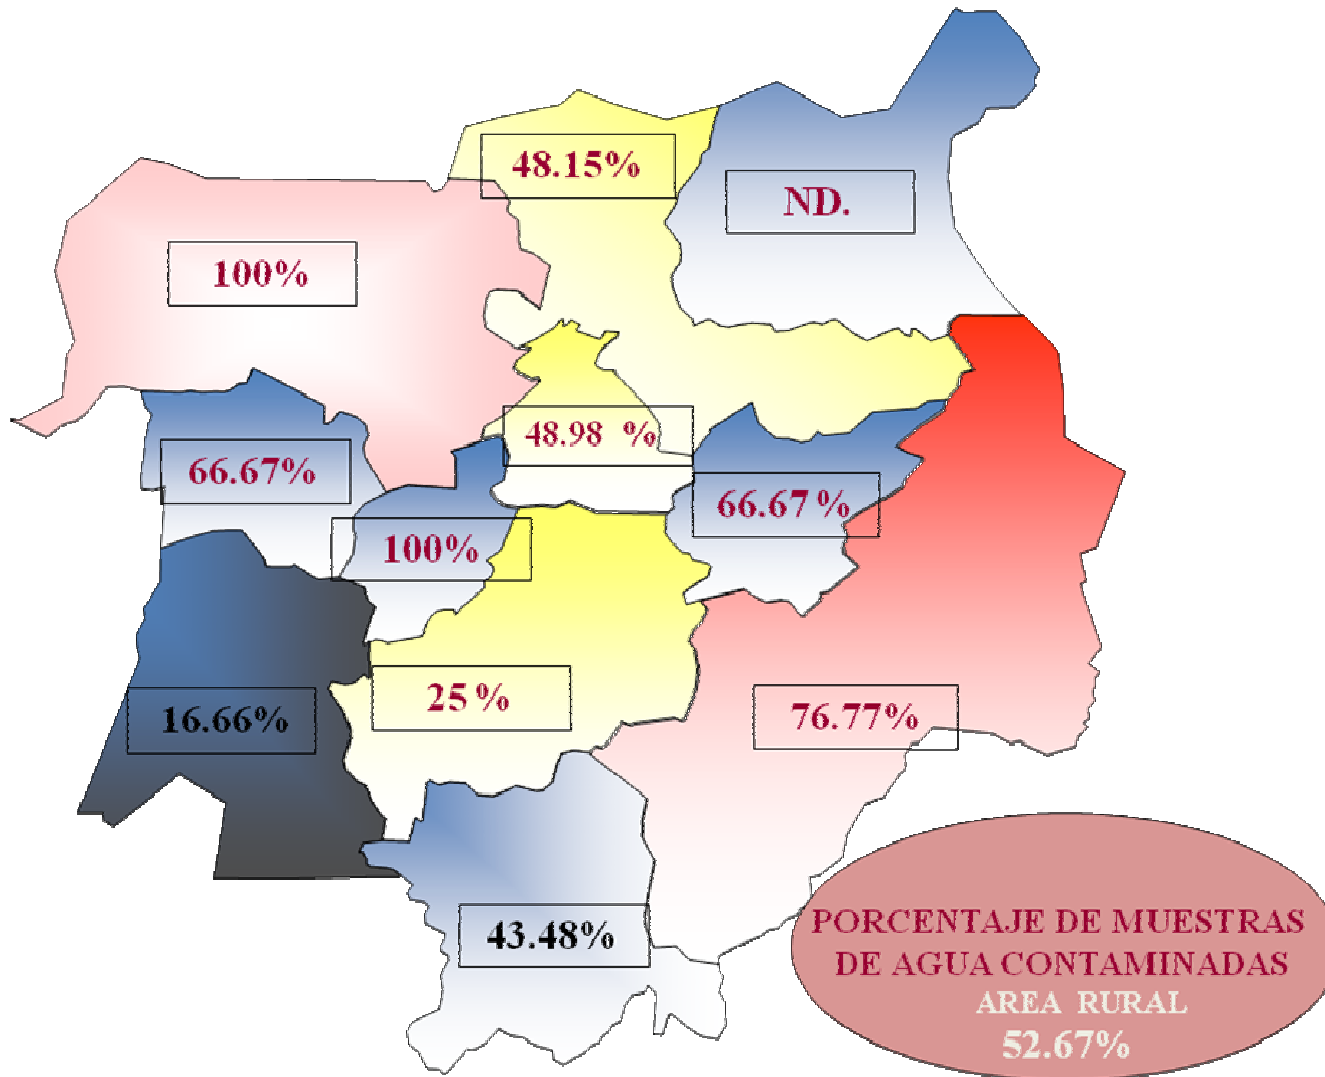 48.15%
ND.
100%
48.98 %
66.67%
66.67 %
100%
25 %
16.66%
76.77%
43.48%
PORCENTAJE DE MUESTRAS
DE AGUA CONTAMINADAS
AREA RURAL
52.67%